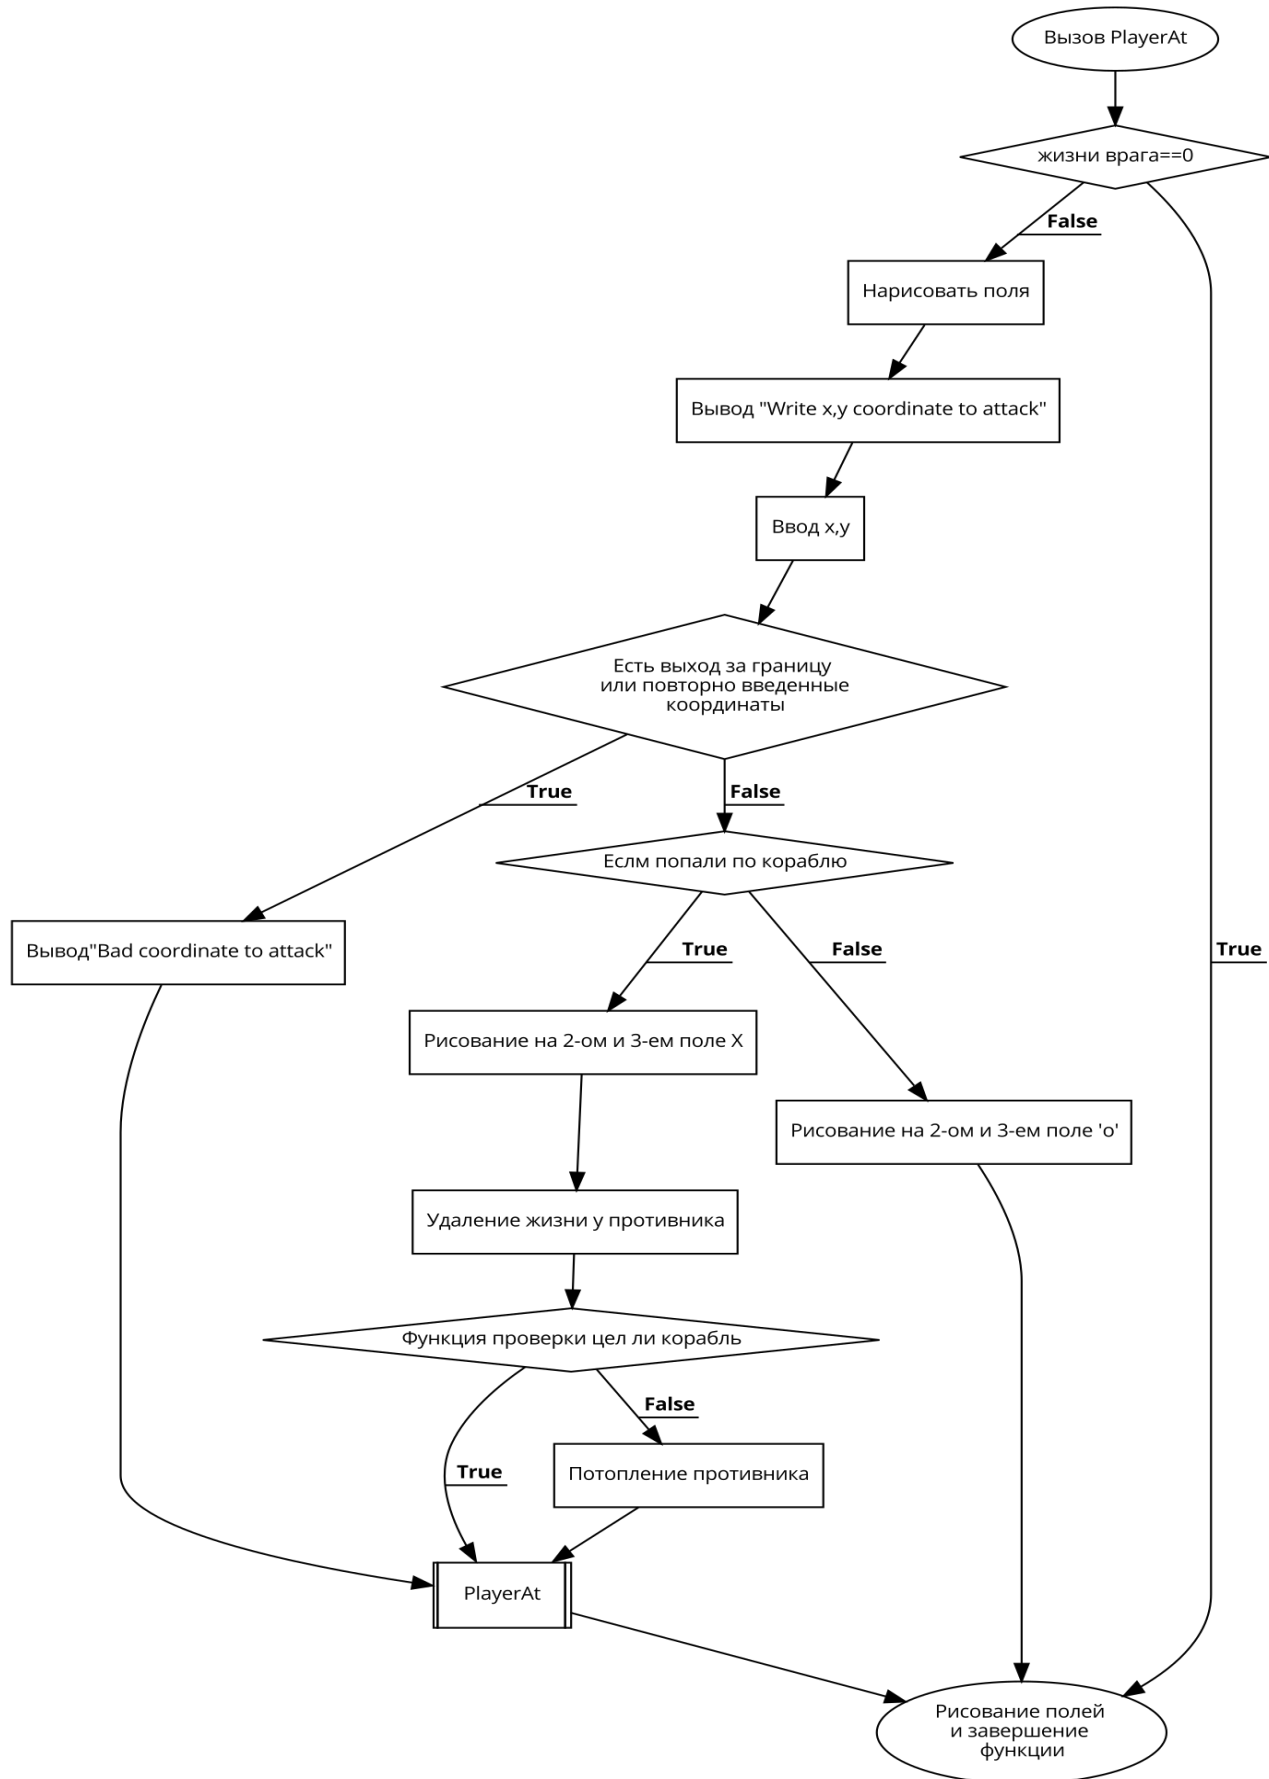 Вызов PlayerAt
жизни врага==0
False
Нарисовать поля
Вывод "Write x,y coordinate to attack"
Ввод x,y
Есть выход за границу
или повторно введенные
координаты
True
False
Еслм попали по кораблю
Вывод"Bad coordinate to attack"
True
False
True
Рисование на 2-ом и 3-ем поле X
Рисование на 2-ом и 3-ем поле 'o'
Удаление жизни у противника
Функция проверки цел ли корабль
False
True
Потопление противника
PlayerAt
Рисование полей
и завершение
функции